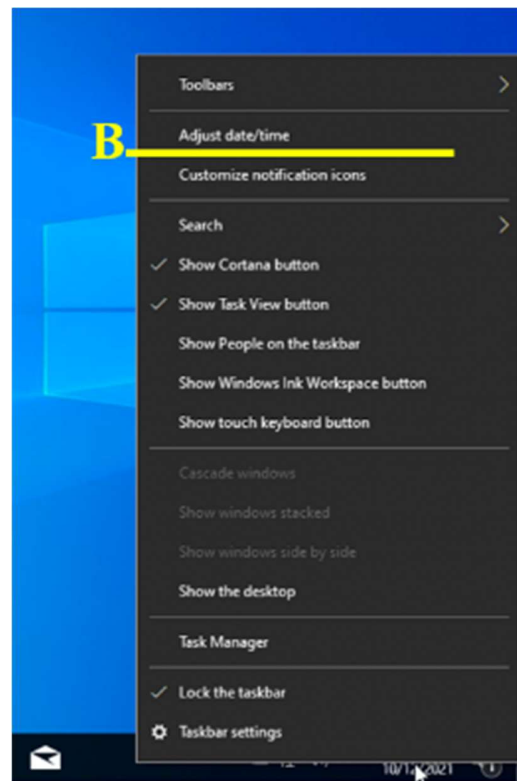 Toolbars
B
Adjust date/time
Customize notification icons
Search
Show Cortana button
Show Task View button
Show People on the taskbar
Show Windows Ink Workspace button
Show touch keyboard button
Cascade windows
Show windows stacked
Show windows side by side
Show the desktop
Task Manager
Lock the taskbar
Taskbar settings